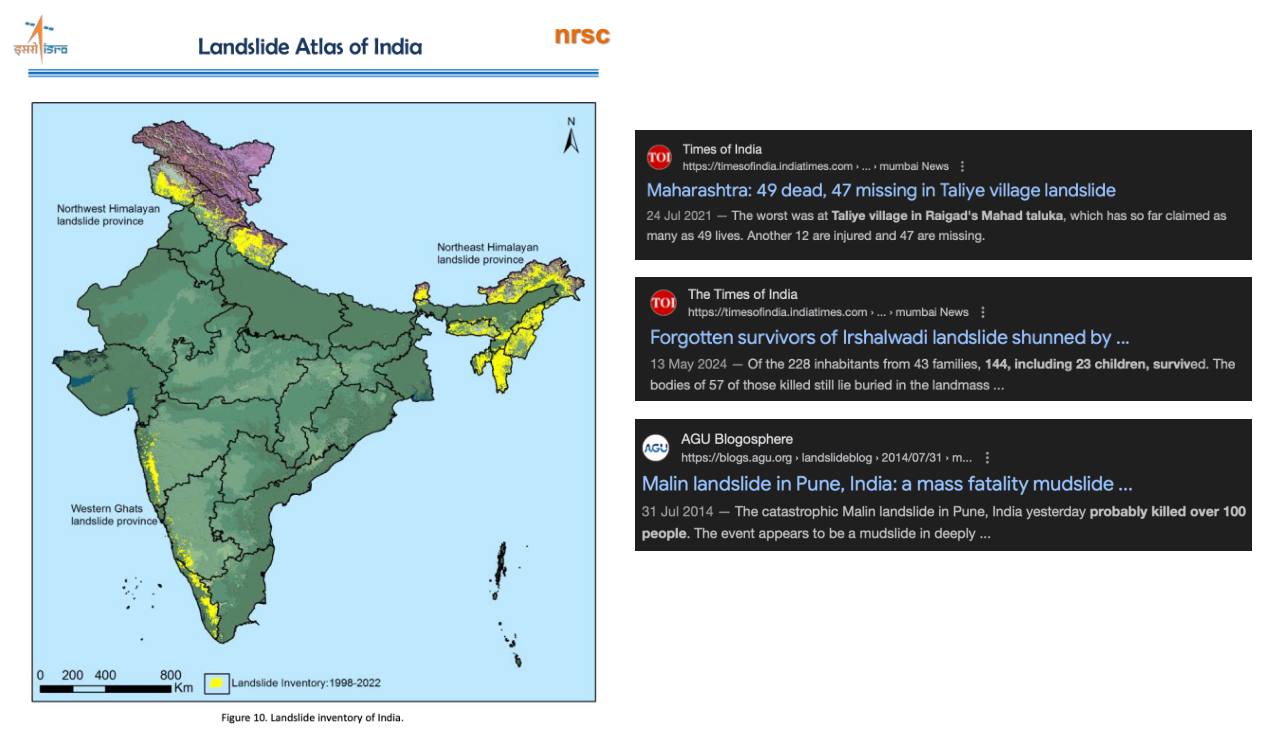 इसरो isro
Landslide Atlas of India
nrsc
N
Northwest Himalayan
landslide province
Northeast Himalayan
landslide province
Western Ghats
landslide province
0 200 400 800
Km
Landslide Inventory:1998-2022
Figure 10. Landslide inventory of India.
TOI
Times of India
https://timesofindia.indiatimes.com › ... › mumbai News
Maharashtra: 49 dead, 47 missing in Taliye village landslide
24 Jul 2021 — The worst was at Taliye village in Raigad's Mahad taluka, which has so far claimed as
many as 49 lives. Another 12 are injured and 47 are missing.
TOI
The Times of India
https://timesofindia.indiatimes.com › ... › mumbai News
Forgotten survivors of Irshalwadi landslide shunned by ...
13 May 2024 — Of the 228 inhabitants from 43 families, 144, including 23 children, survived. The
bodies of 57 of those killed still lie buried in the landmass ...
AGU
AGU Blogosphere
https://blogs.agu.org › landslideblog › 2014/07/31 › m...
Malin landslide in Pune, India: a mass fatality mudslide ...
31 Jul 2014 — The catastrophic Malin landslide in Pune, India yesterday probably killed over 100
people. The event appears to be a mudslide in deeply ...